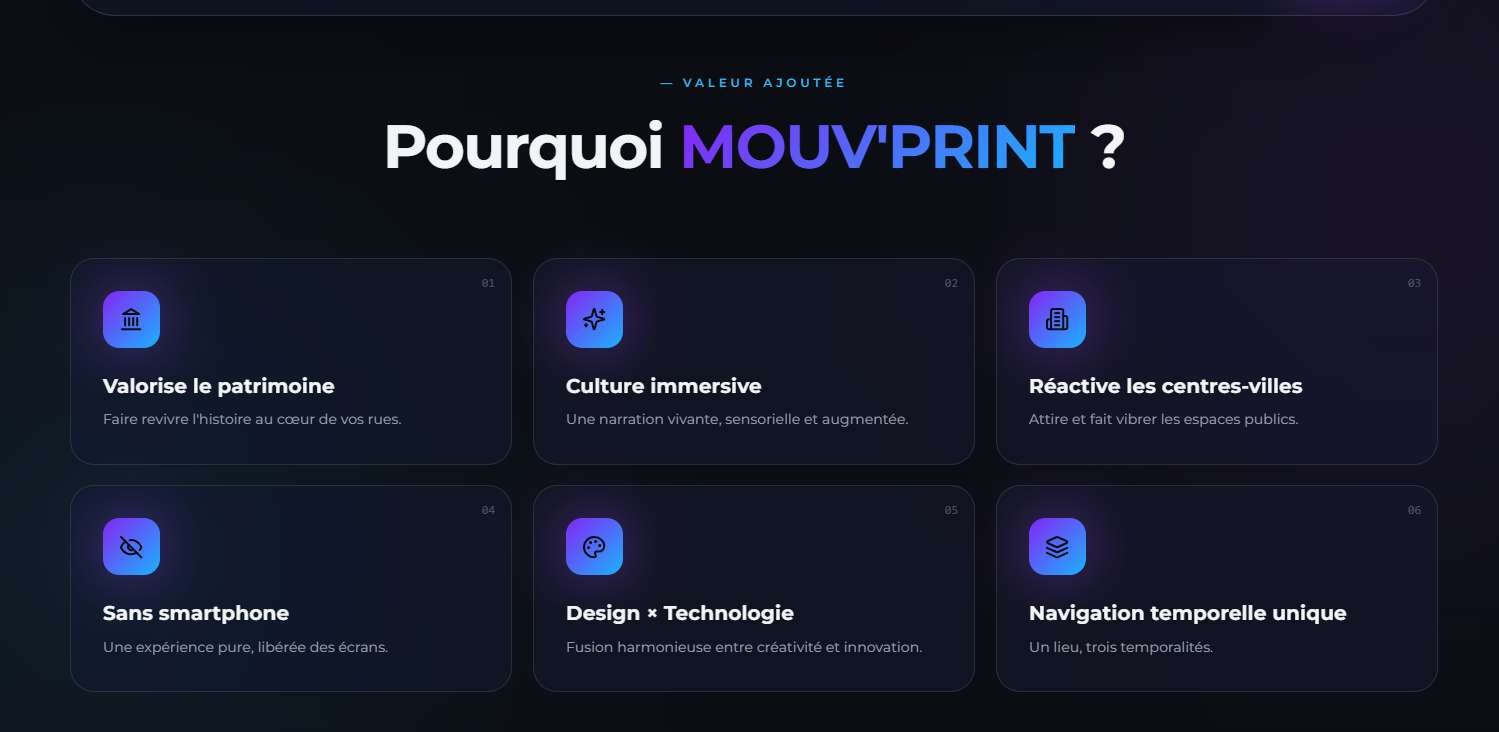 — VALEUR AJOUTÉE
Pourquoi MOUV'PRINT ?
01
Valorise le patrimoine
Faire revivre l'histoire au cœur de vos rues.
02
Culture immersive
Une narration vivante, sensorielle et augmentée.
03
Réactive les centres-villes
Attire et fait vibrer les espaces publics.
04
Sans smartphone
Une expérience pure, libérée des écrans.
05
Design × Technologie
Fusion harmonieuse entre créativité et innovation.
06
Navigation temporelle unique
Un lieu, trois temporalités.